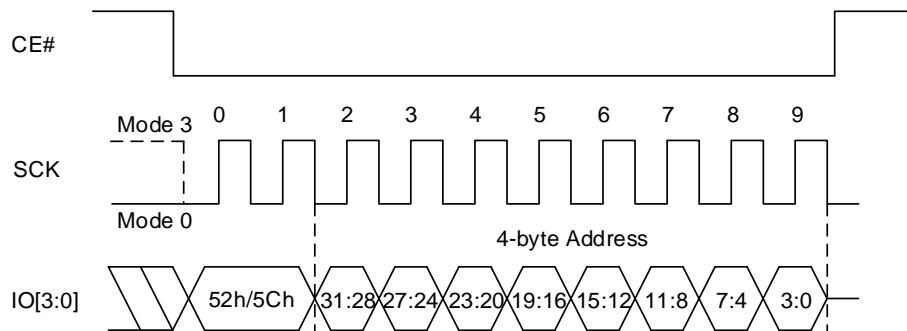 CE#
0 1 2 3 4 5 6 7 8 9
Mode 3
SCK
Mode 0
4-byte Address
IO[3:0]
52h/5Ch 31:28 27:24 23:20 19:16 15:12 11:8 7:4 3:0